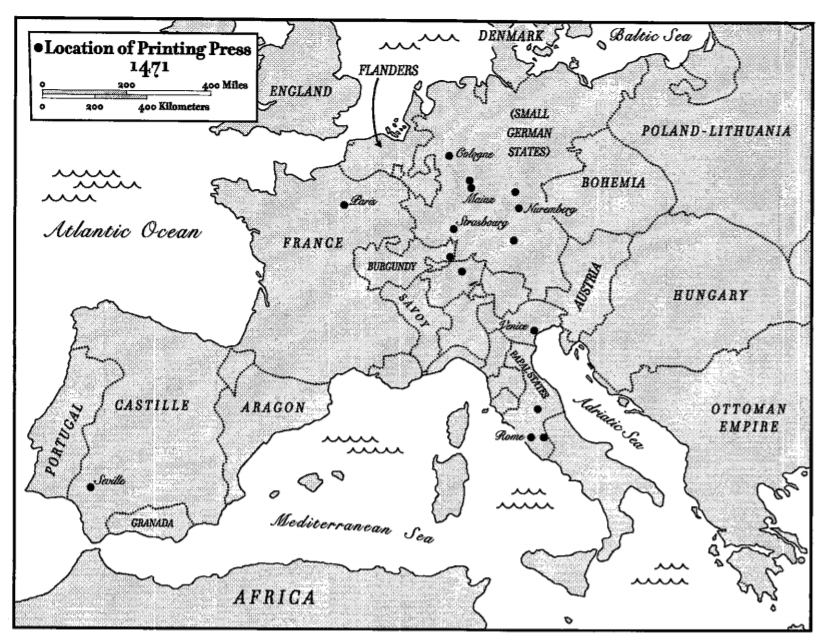 Location of Printing Press
1471
0 200 400 Miles
0 200 400 Kilometers
DENMARK
Baltic Sea
FLANDERS
ENGLAND
(SMALL
GERMAN
STATES)
POLAND-LITHUANIA
Cologne
BOHEMIA
Mainz
Paris
Nuremberg
Strasbourg
Atlantic Ocean
FRANCE
BURGUNDY
AUSTRIA
HUNGARY
SAVOY
Venice
PAPAL STATES
CASTILLE
ARAGON
PORTUGAL
Adriatic Sea
OTTOMAN
EMPIRE
Rome
Seville
GRANADA
Mediterranean Sea
AFRICA